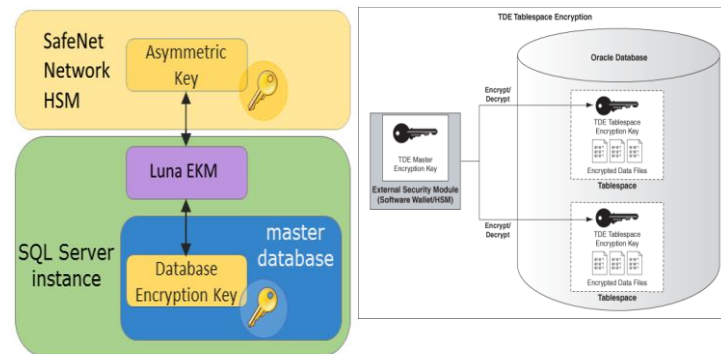 SafeNet
Network
HSM
Asymmetric
Key
Luna EKM
SQL Server
instance
master
database
Database
Encryption Key
TDE Tablespace Encryption
Oracle Database
Encrypt/
Decrypt
TDE Tablespace
Encryption Key
Encrypted Data Files
Tablespace
TDE Master
Encryption Key
External Security Module
(Software Wallet/HSM)
Encrypt/
Decrypt
TDE Tablespace
Encryption Key
Encrypted Data Files
Tablespace